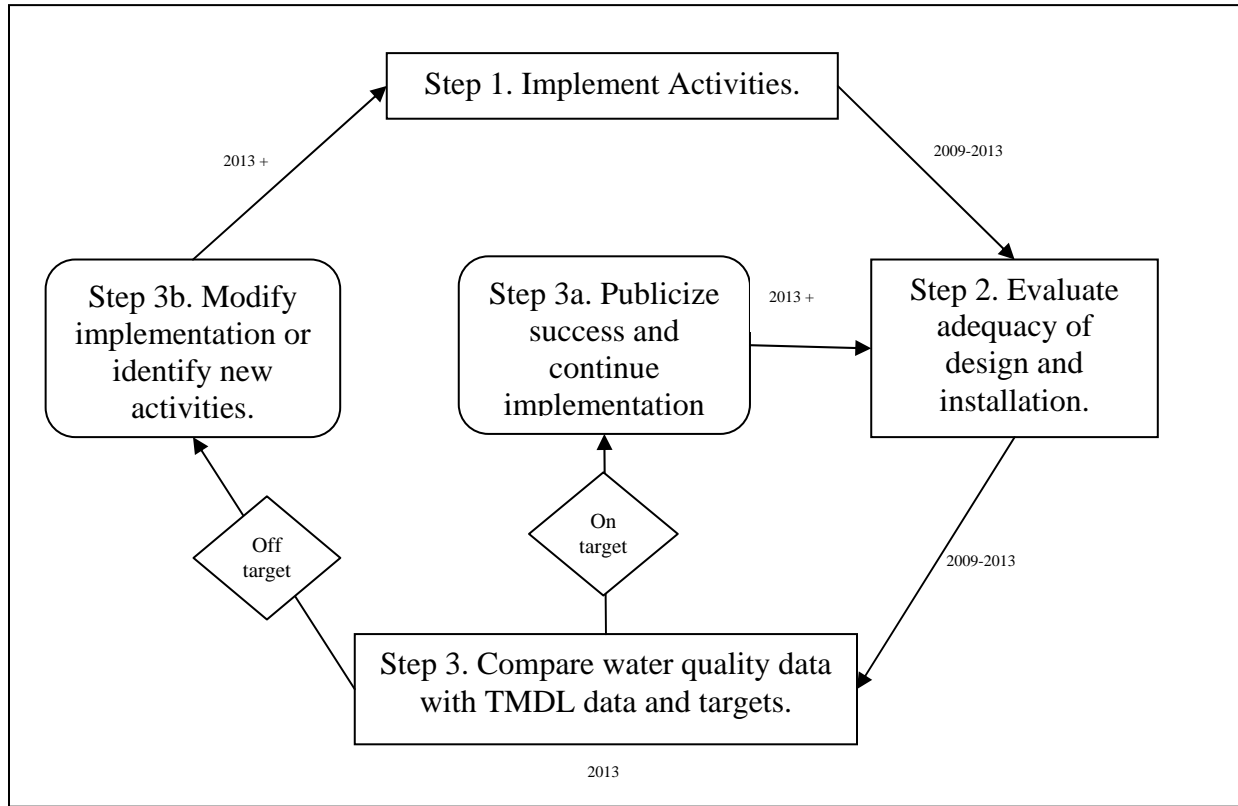 Step 1. Implement Activities.
2013 +
2009-2013
Step 3b. Modify
implementation or
identify new
activities.
Step 3a. Publicize
success and
continue
implementation
2013 +
Step 2. Evaluate
adequacy of
design and
installation.
Off
target
On
target
2009-2013
Step 3. Compare water quality data
with TMDL data and targets.
2013